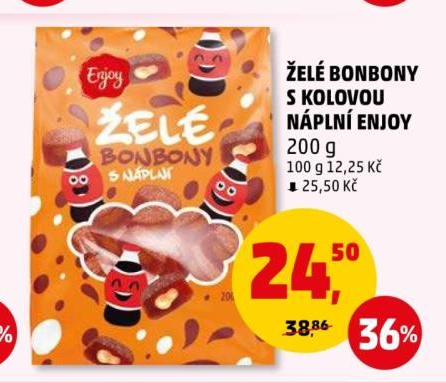 Enjoy
ŽELÉ
BONBONY
S NÁPLNÍ
ŽELÉ BONBONY
S KOLOVOU
NÁPLNÍ ENJOY
200 g
100 g 12,25 Kč
⬇ 25,50 Kč
24,50
38,86
36%
%